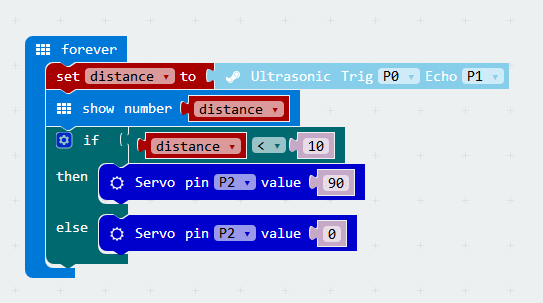 forever
set distance to Ultrasonic Trig P0 Echo P1
show number distance
if distance < 10
then Servo pin P2 value 90
else Servo pin P2 value 0